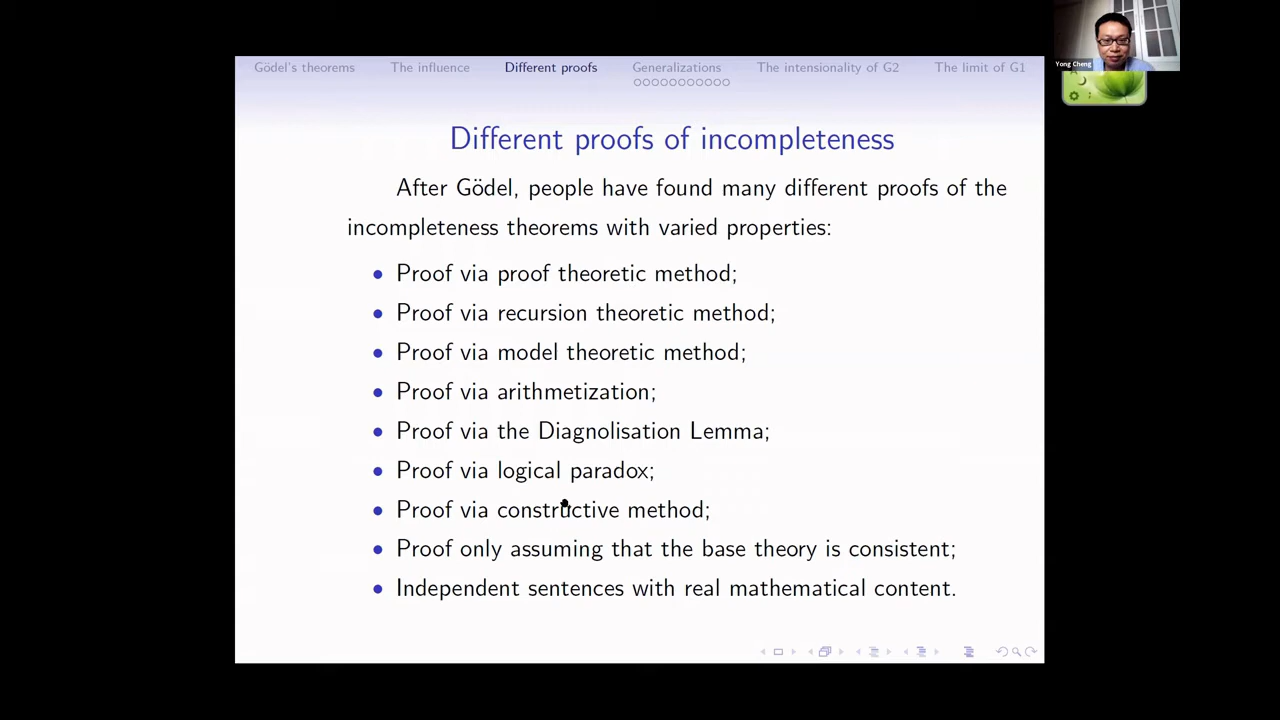 Gödel's theorems The influence Different proofs Generalizations The intensionality of G2 The limit of G1
Yong Cheng
Different proofs of incompleteness
After Gödel, people have found many different proofs of the
incompleteness theorems with varied properties:
• Proof via proof theoretic method;
• Proof via recursion theoretic method;
• Proof via model theoretic method;
• Proof via arithmetization;
• Proof via the Diagnolisation Lemma;
• Proof via logical paradox;
• Proof via constructive method;
• Proof only assuming that the base theory is consistent;
• Independent sentences with real mathematical content.